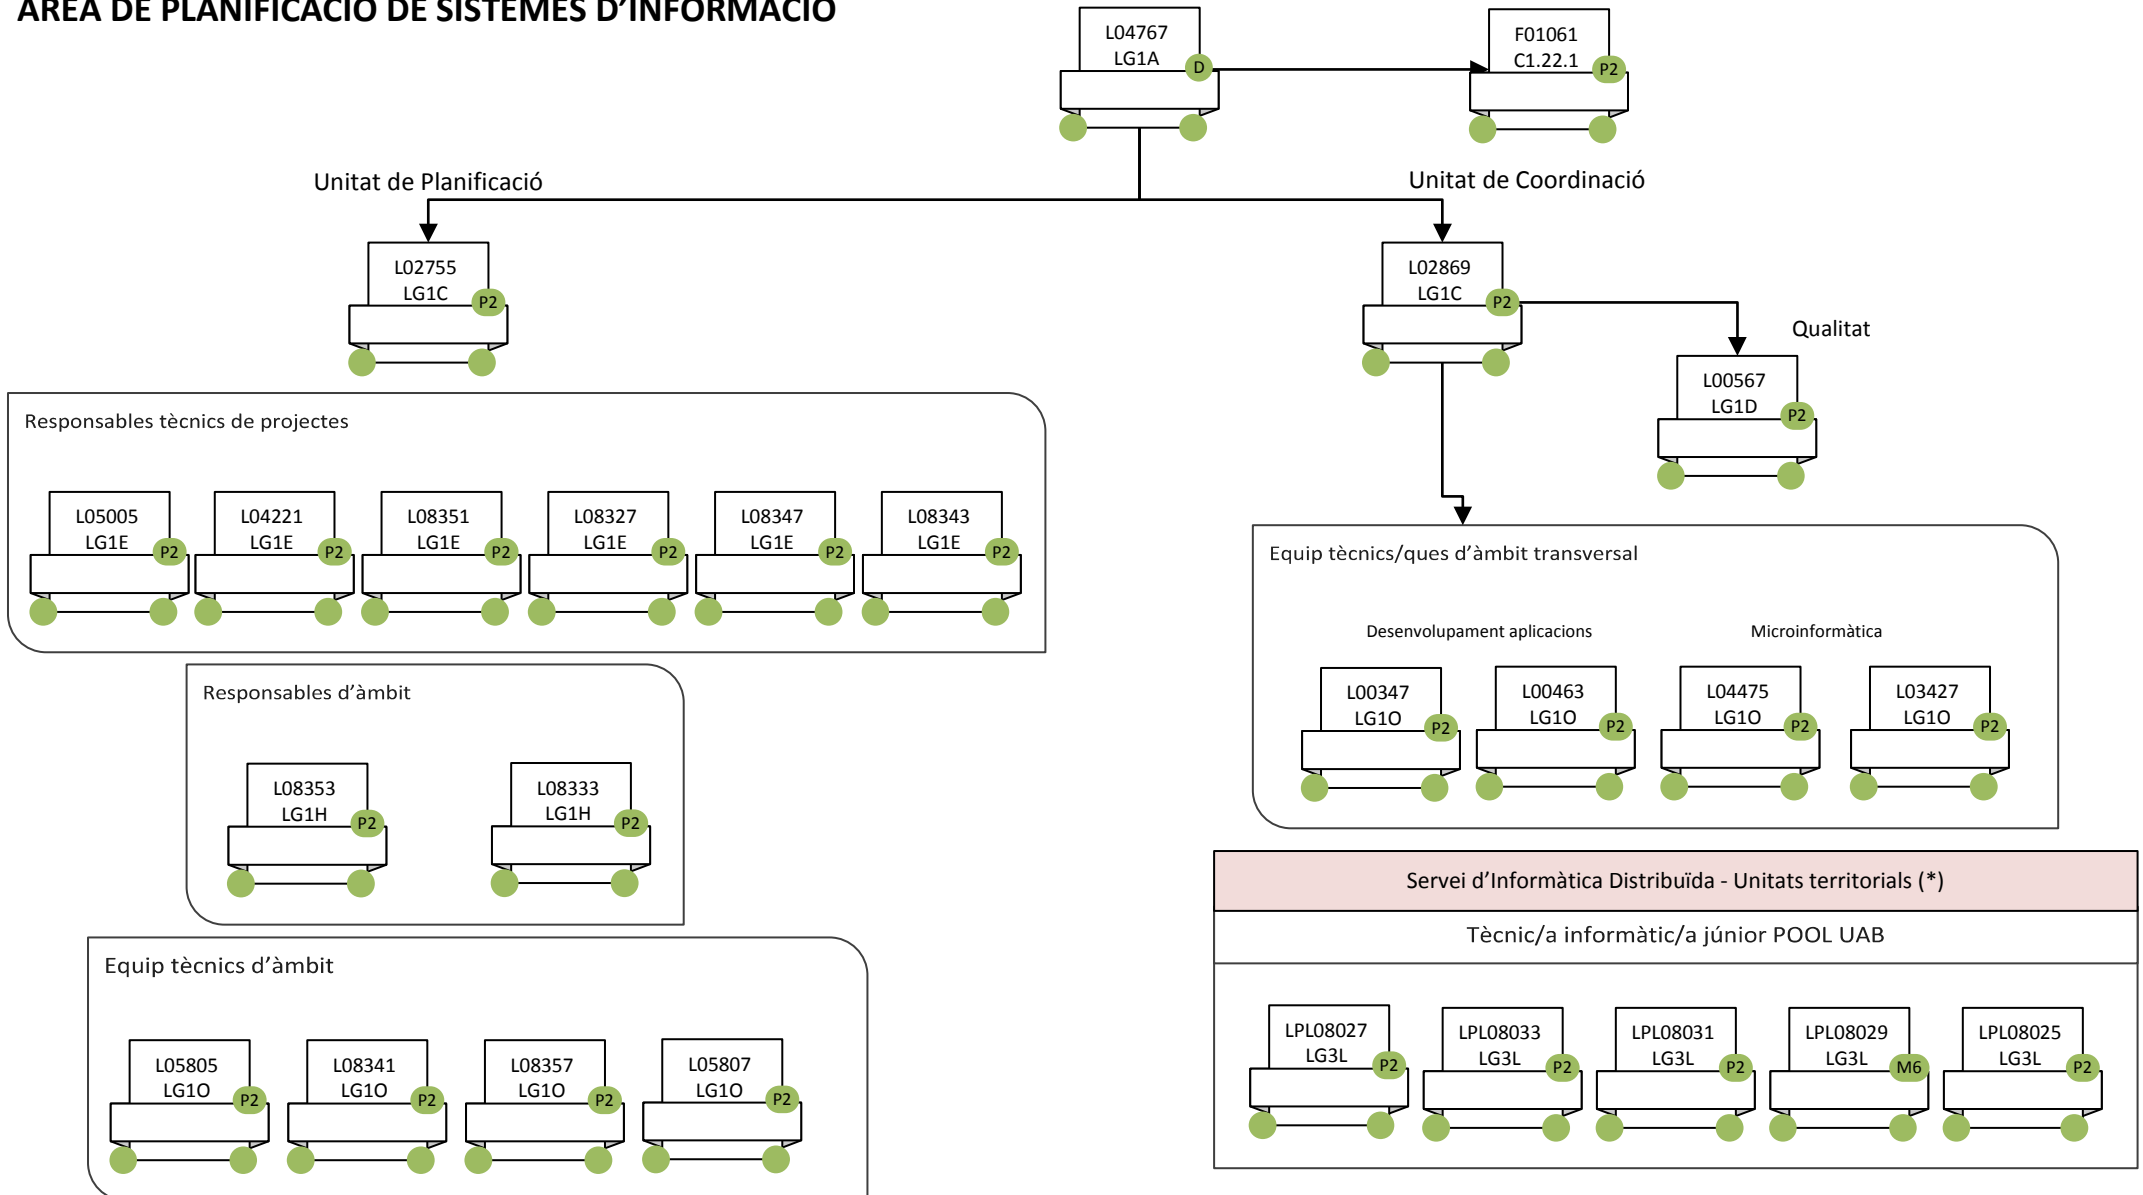 ÀREA DE PLANIFICACIÓ DE SISTEMES D'INFORMACIÓ
L04767
LG1A
D
F01061
C1.22.1
P2
Unitat de Planificació
Unitat de Coordinació
L02755
LG1C
P2
L02869
LG1C
P2
Qualitat
L00567
LG1D
P2
Responsables tècnics de projectes
L05005
LG1E
P2
L04221
LG1E
P2
L08351
LG1E
P2
L08327
LG1E
P2
L08347
LG1E
P2
L08343
LG1E
P2
Equip tècnics/ques d'àmbit transversal
Desenvolupament aplicacions
Microinformàtica
L00347
LG1O
P2
L00463
LG1O
P2
L04475
LG1O
P2
L03427
LG1O
P2
Responsables d'àmbit
L08353
LG1H
P2
L08333
LG1H
P2
Servei d'Informàtica Distribuïda - Unitats territorials (*)
Tècnic/a informàtic/a júnior POOL UAB
LPL08027
LG3L
P2
LPL08033
LG3L
P2
LPL08031
LG3L
P2
LPL08029
LG3L
M6
LPL08025
LG3L
P2
Equip tècnics d'àmbit
L05805
LG1O
P2
L08341
LG1O
P2
L08357
LG1O
P2
L05807
LG1O
P2